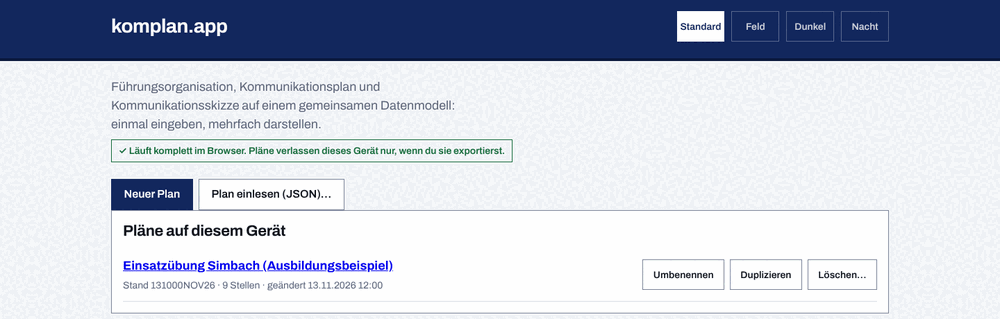 komplan.app
Standard Feld Dunkel Nacht
Führungsorganisation, Kommunikationsplan und
Kommunikationsskizze auf einem gemeinsamen Datenmodell:
einmal eingeben, mehrfach darstellen.
✓ Läuft komplett im Browser. Pläne verlassen dieses Gerät nur, wenn du sie exportierst.
Neuer Plan Plan einlesen (JSON)…
Pläne auf diesem Gerät
Einsatzübung Simbach (Ausbildungsbeispiel)
Umbenennen Duplizieren Löschen…
Stand 131000NOV26 · 9 Stellen · geändert 13.11.2026 12:00